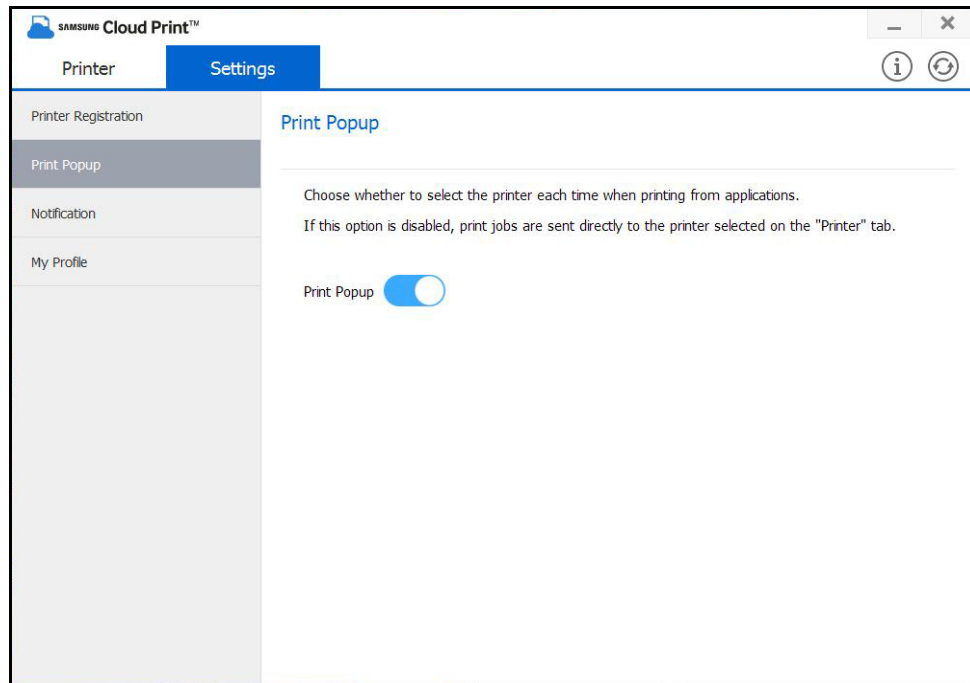 SAMSUNG Cloud Print™
Printer
Settings
Printer Registration
Print Popup
Notification
My Profile
Print Popup
Choose whether to select the printer each time when printing from applications.
If this option is disabled, print jobs are sent directly to the printer selected on the "Printer" tab.
Print Popup